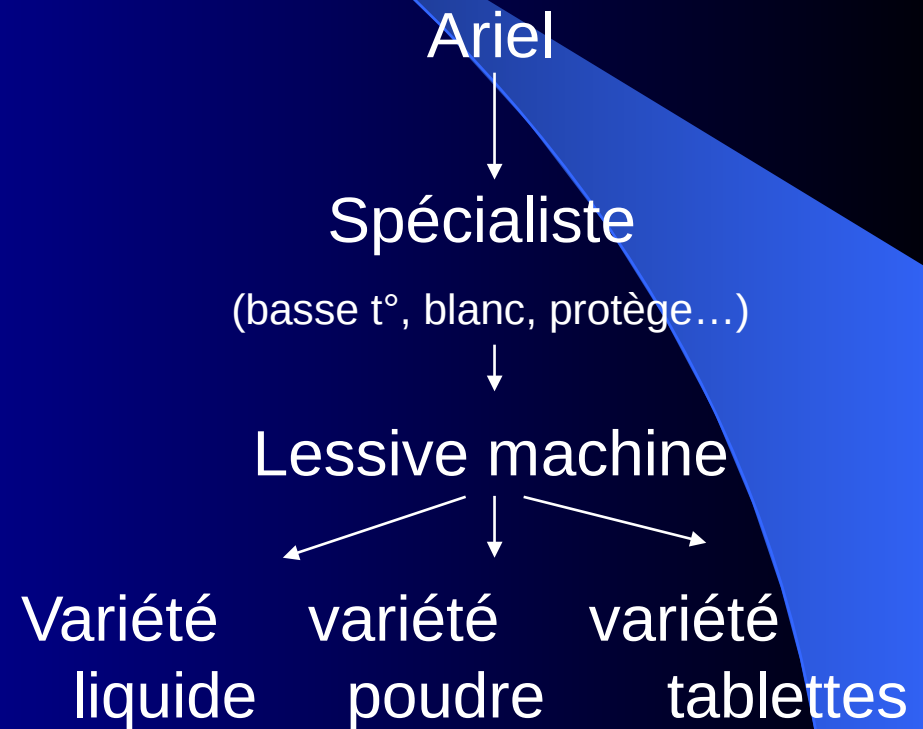 Ariel
Spécialiste
(basse t°, blanc, protège…)
Lessive machine
Variété variété variété
liquide poudre tablettes